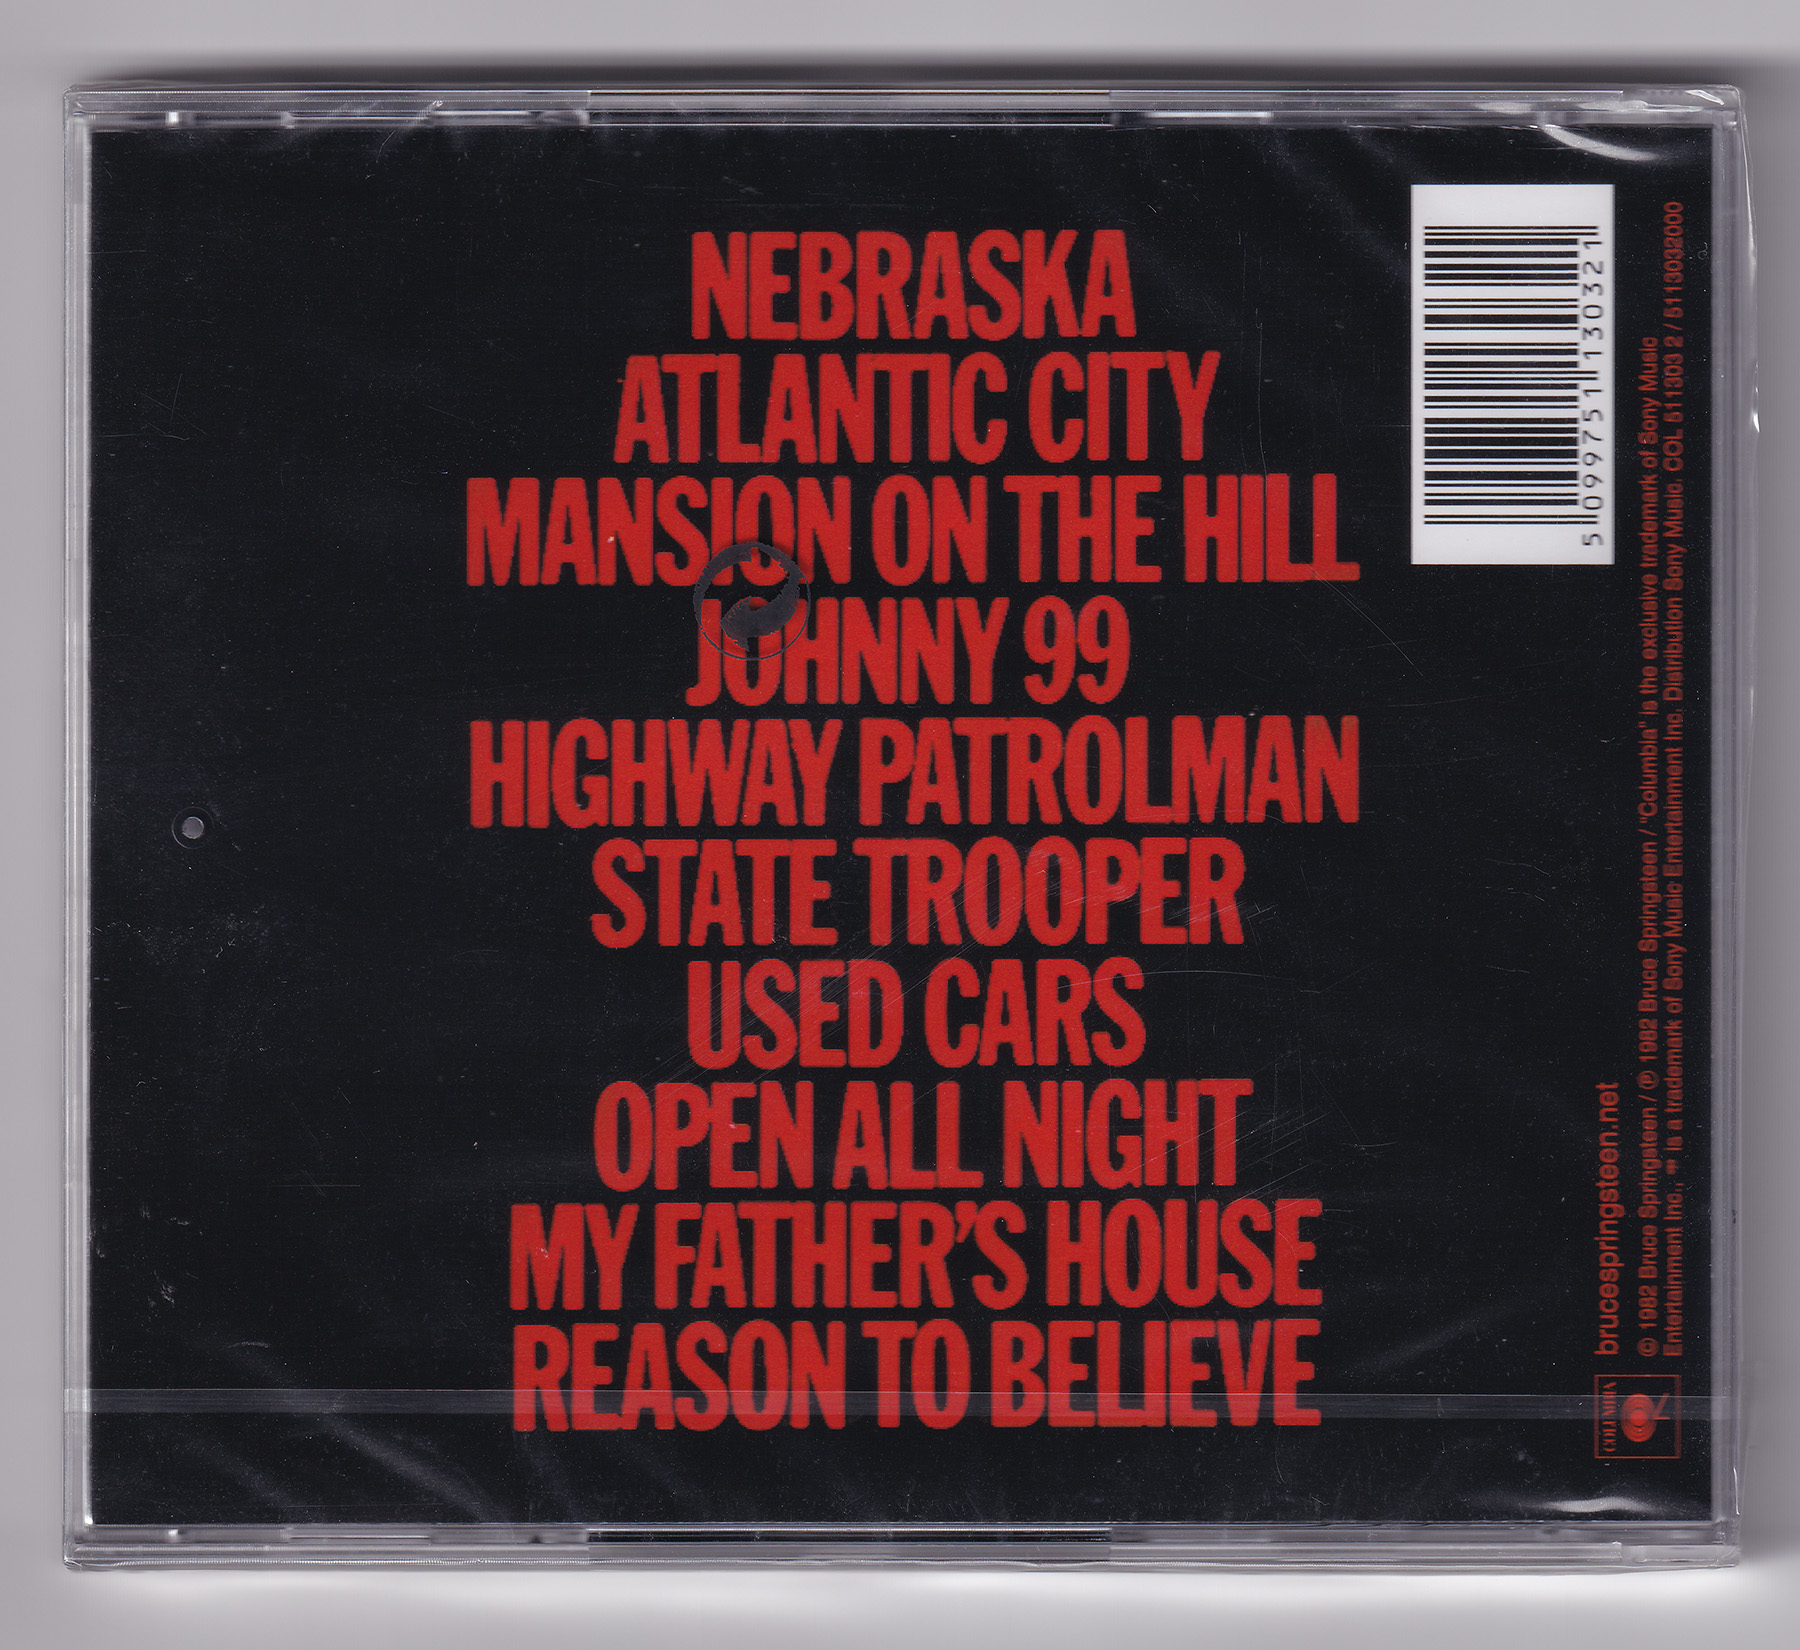 NEBRASKA
ATLANTIC CITY
MANSION ON THE HILL
JOHNNY 99
HIGHWAY PATROLMAN
STATE TROOPER
USED CARS
OPEN ALL NIGHT
MY FATHER'S HOUSE
REASON TO BELIEVE
5 099751 130321
brucespringsteen.net
© 1982 Bruce Springsteen / ℗ 1982 Bruce Springsteen / "Columbia" is the exclusive trademark of Sony Music
Entertainment Inc., "" is a trademark of Sony Music Entertainment Inc. Distribution Sony Music. COL 511303 2 / 5113032000
COLUMBIA